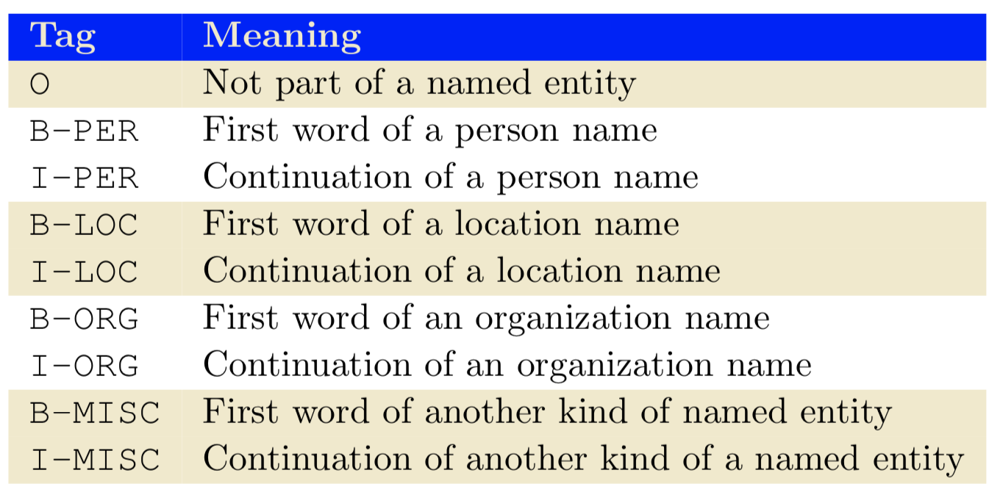 Tag Meaning
O Not part of a named entity
B-PER First word of a person name
I-PER Continuation of a person name
B-LOC First word of a location name
I-LOC Continuation of a location name
B-ORG First word of an organization name
I-ORG Continuation of an organization name
B-MISC First word of another kind of named entity
I-MISC Continuation of another kind of a named entity